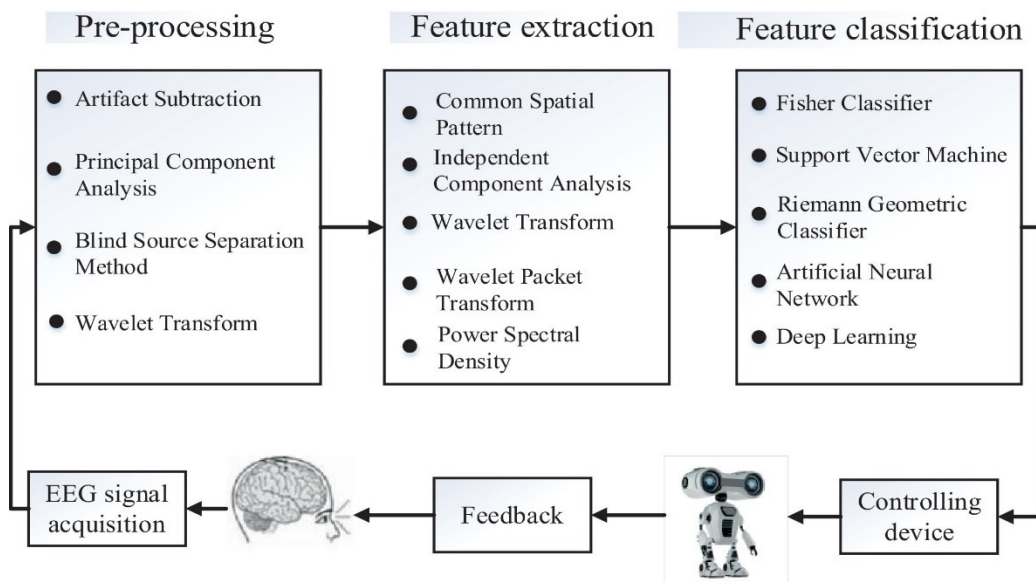 Pre-processing
Feature extraction
Feature classification
Artifact Subtraction
Principal Component
Analysis
Blind Source Separation
Method
Wavelet Transform
Common Spatial
Pattern
Independent
Component Analysis
Wavelet Transform
Wavelet Packet
Transform
Power Spectral
Density
Fisher Classifier
Support Vector Machine
Riemann Geometric
Classifier
Artificial Neural
Network
Deep Learning
EEG signal
acquisition
Feedback
Controlling
device